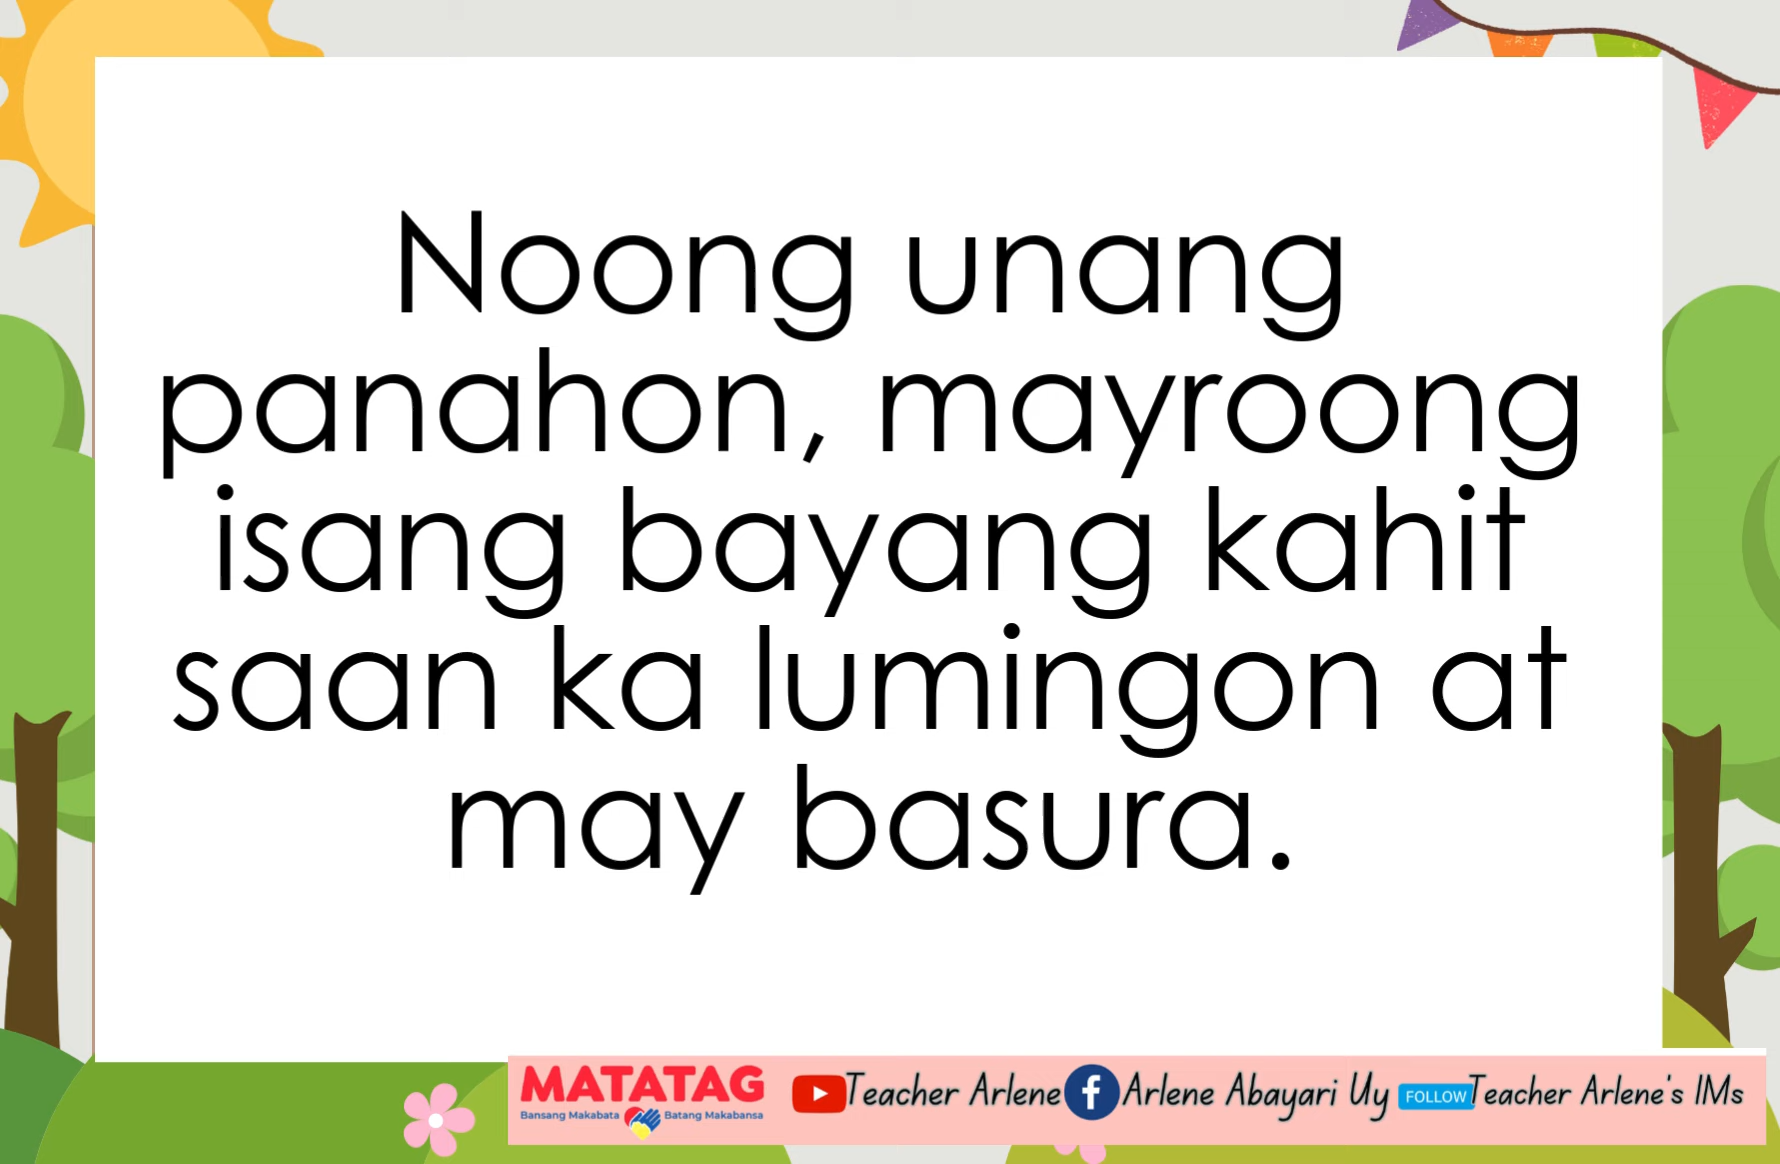 Noong unang
panahon, mayroong
isang bayang kahit
saan ka lumingon at
may basura.
MATATAG
Bansang Makabata Batang Makabansa
Teacher Arlene
Arlene Abayari Uy
FOLLOW Teacher Arlene's IMs